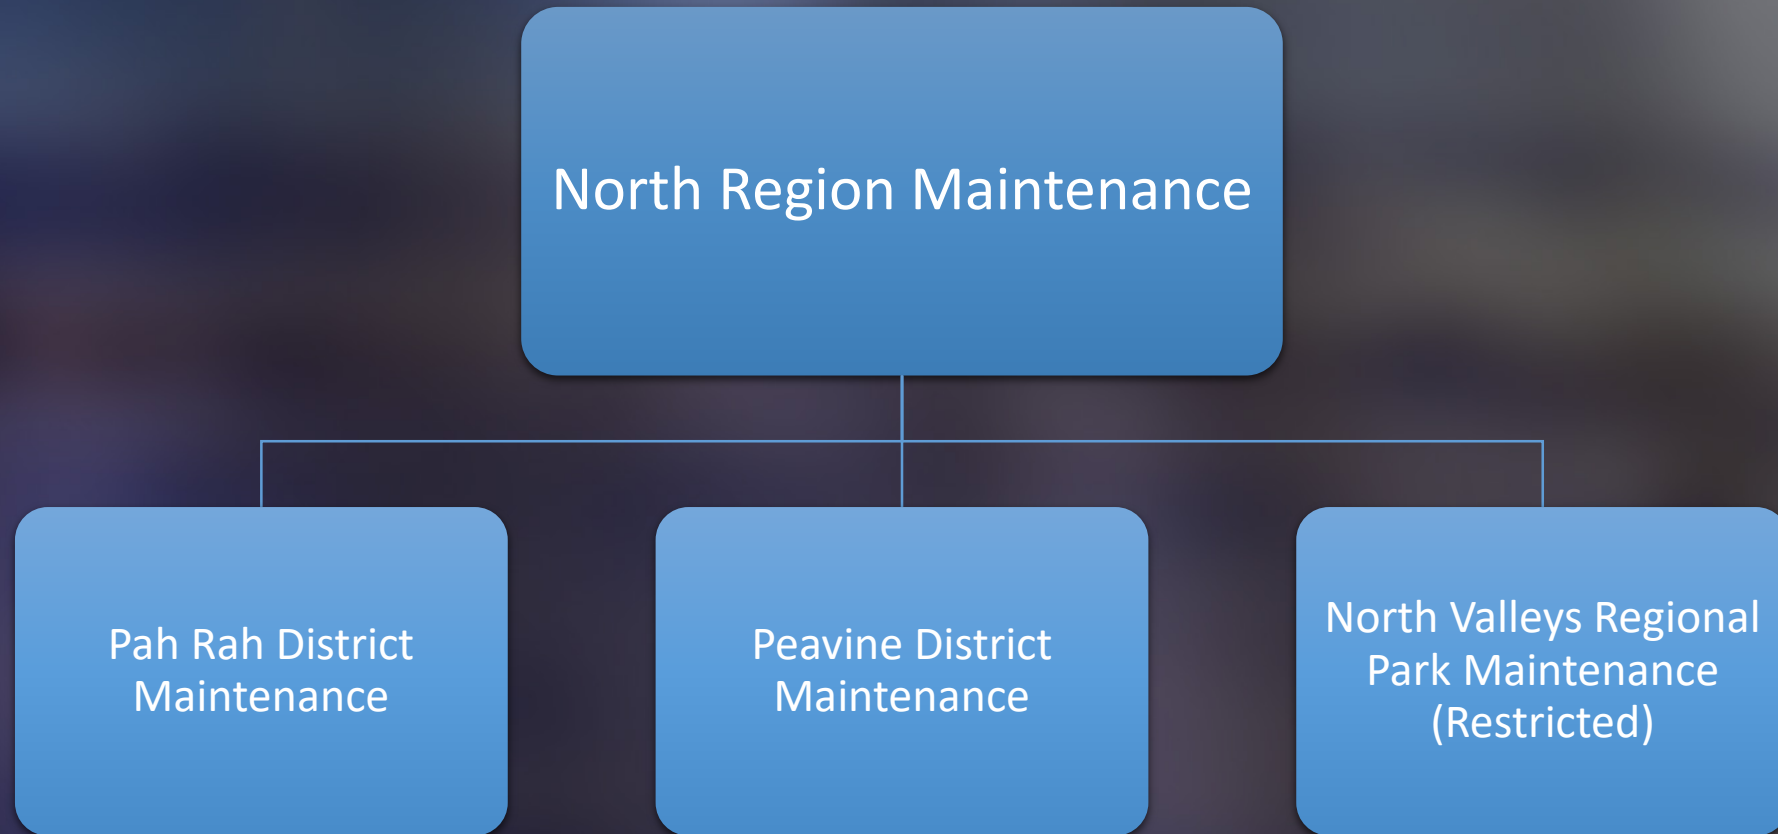 North Region Maintenance
Pah Rah District
Maintenance
Peavine District
Maintenance
North Valleys Regional
Park Maintenance
(Restricted)